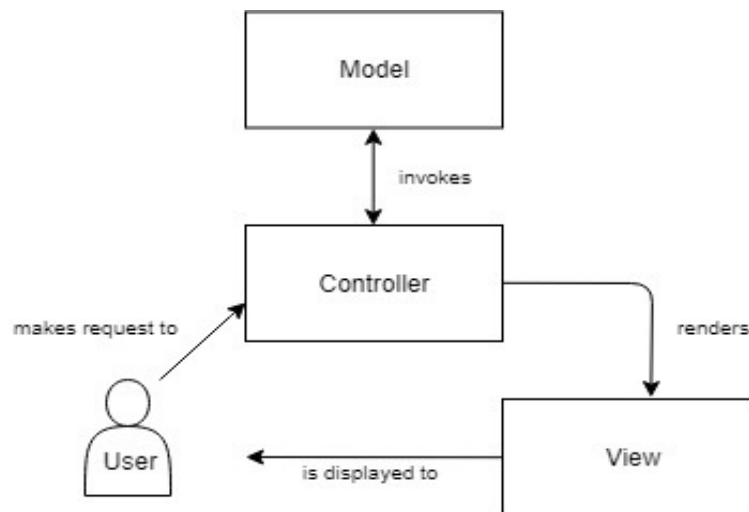 Model
invokes
Controller
makes request to
renders
User
is displayed to
View